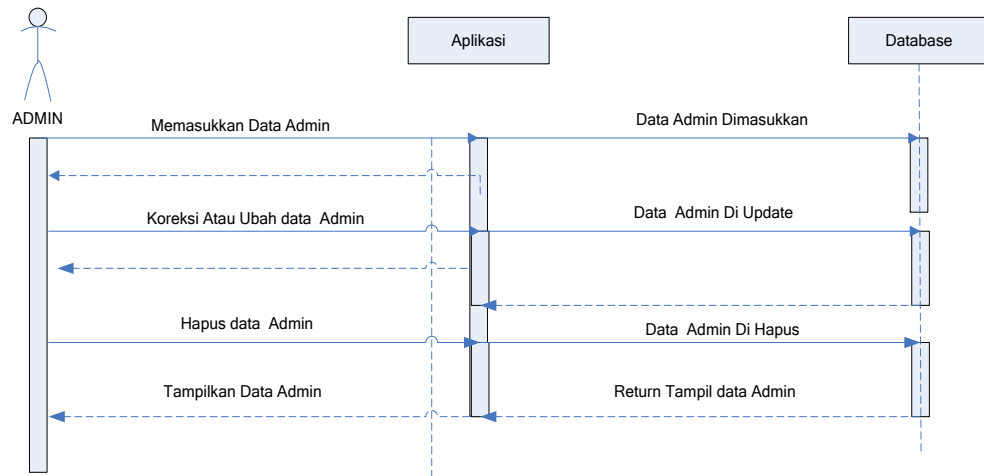 Aplikasi
Database
ADMIN
Memasukkan Data Admin
Data Admin Dimasukkan
Koreksi Atau Ubah data  Admin
Data  Admin Di Update
Hapus data  Admin
Data  Admin Di Hapus
Tampilkan Data Admin
Return Tampil data Admin